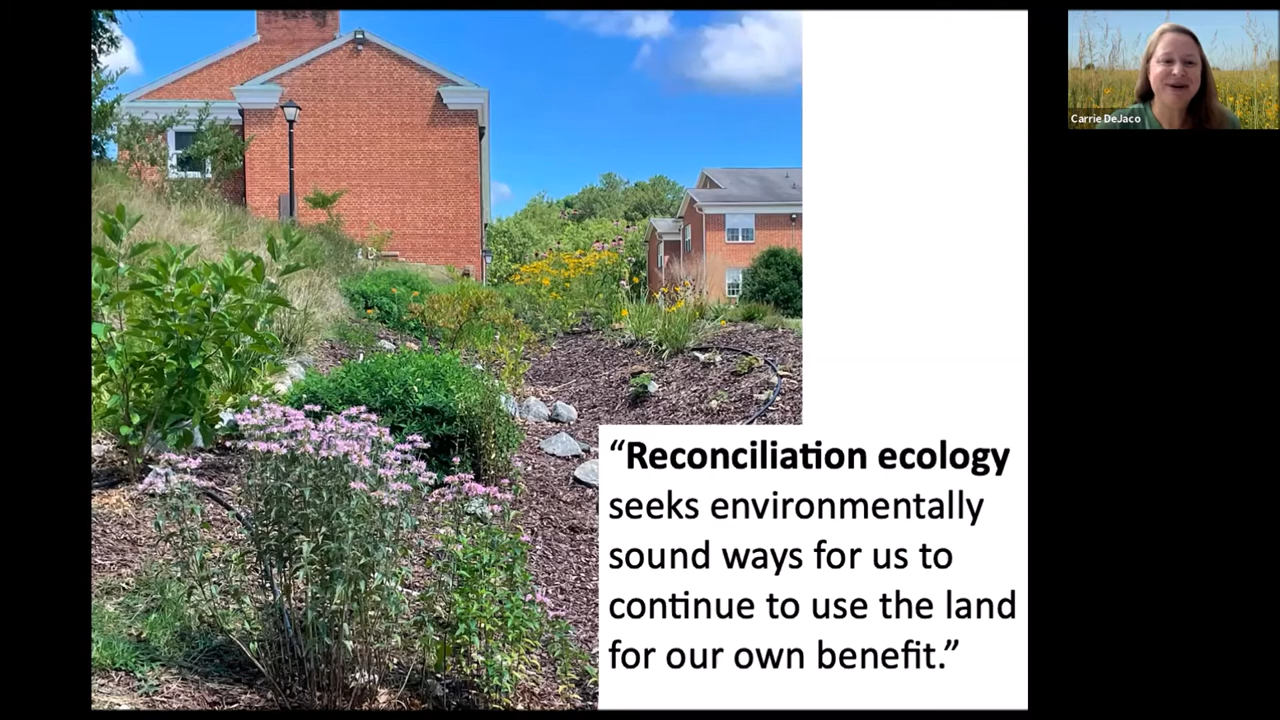 Carrie DeJaco
“Reconciliation ecology
seeks environmentally
sound ways for us to
continue to use the land
for our own benefit.”